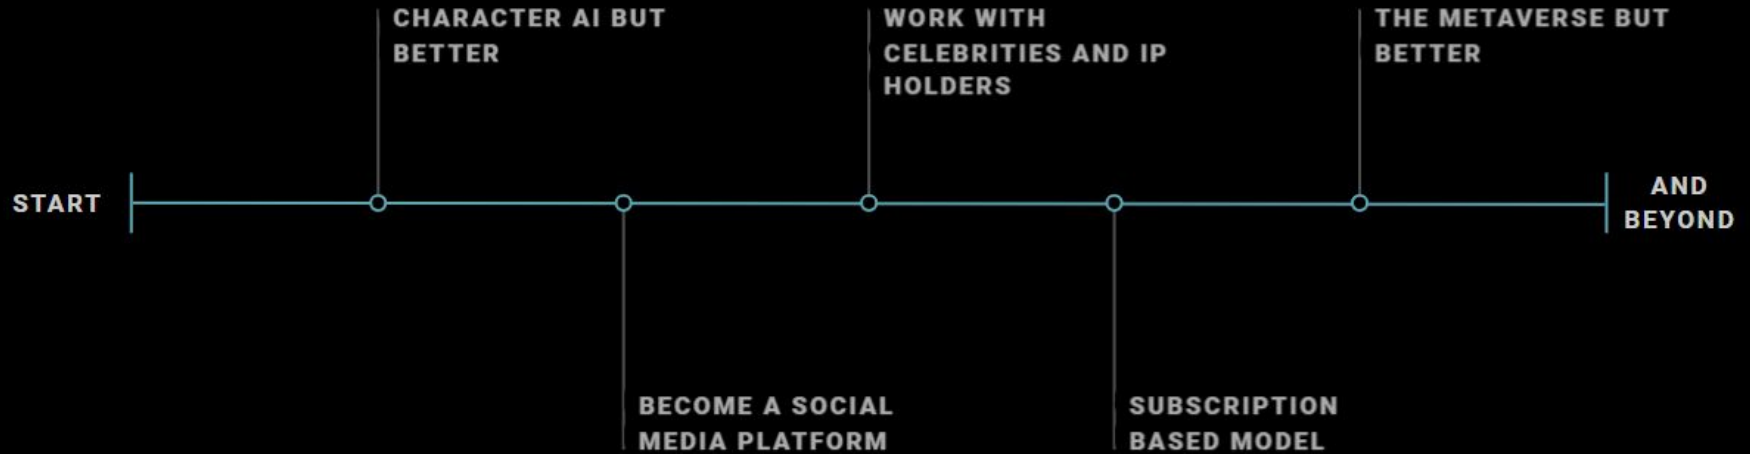 START
CHARACTER AI BUT
BETTER
BECOME A SOCIAL
MEDIA PLATFORM
WORK WITH
CELEBRITIES AND IP
HOLDERS
SUBSCRIPTION
BASED MODEL
THE METAVERSE BUT
BETTER
AND
BEYOND